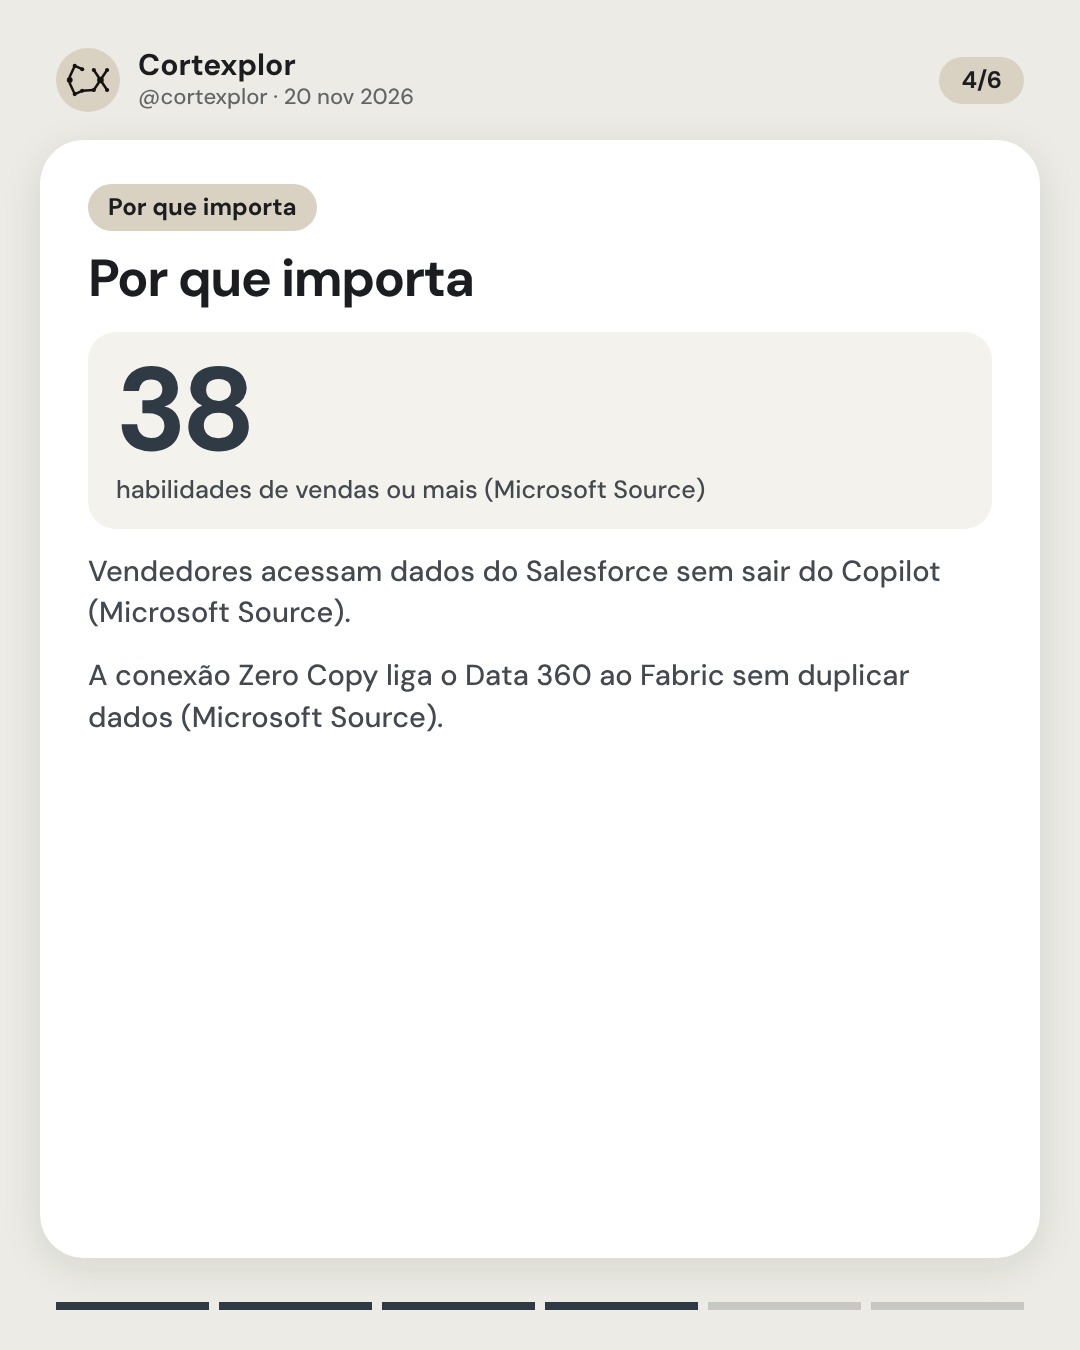 Cortexplor
@cortexplor · 20 nov 2026
4/6
Por que importa
Por que importa
38
habilidades de vendas ou mais (Microsoft Source)
Vendedores acessam dados do Salesforce sem sair do Copilot
(Microsoft Source).
A conexão Zero Copy liga o Data 360 ao Fabric sem duplicar
dados (Microsoft Source).